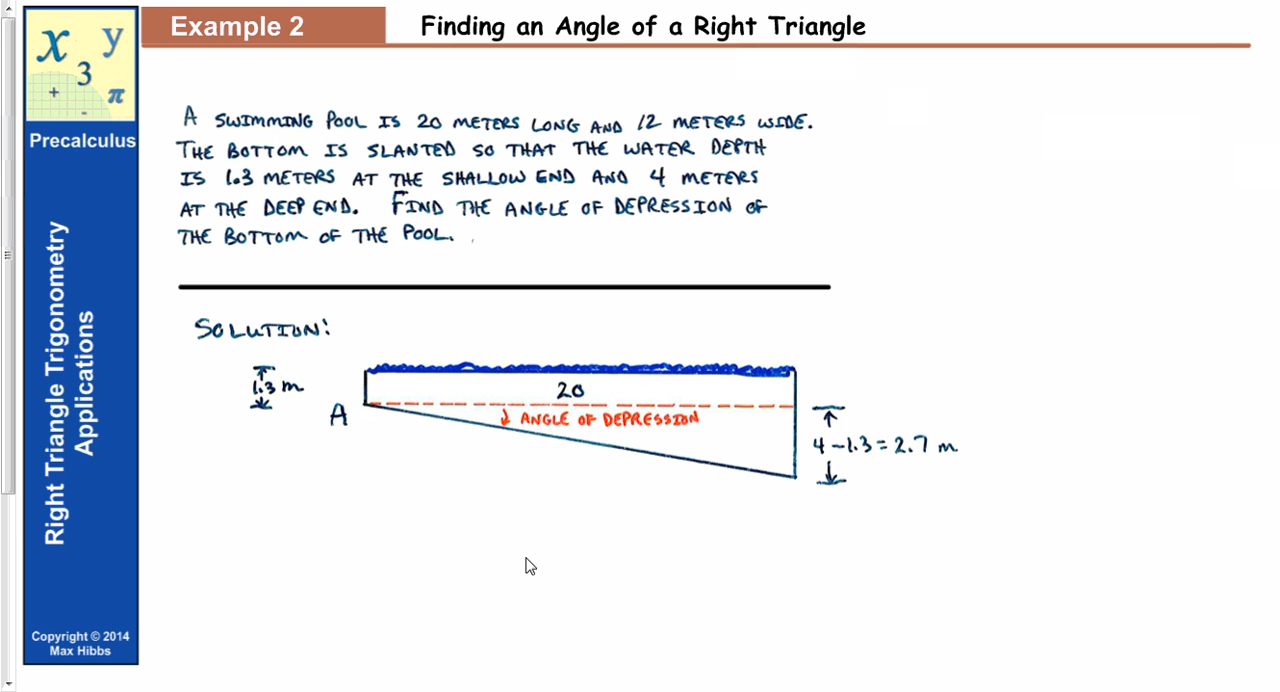 Example 2
Finding an Angle of a Right Triangle
x y
3
+
π
-
Precalculus
Right Triangle Trigonometry
Applications
Copyright © 2014
Max Hibbs
A SWIMMING POOL IS 20 METERS LONG AND 12 METERS WIDE.
THE BOTTOM IS SLANTED SO THAT THE WATER DEPTH
IS 1.3 METERS AT THE SHALLOW END AND 4 METERS
AT THE DEEP END. FIND THE ANGLE OF DEPRESSION OF
THE BOTTOM OF THE POOL.
SOLUTION:
1.3 m
20
A
↓ ANGLE OF DEPRESSION
4-1.3=2.7 m